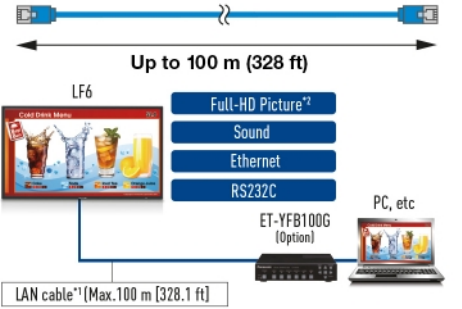 Up to 100 m (328 ft)
LF6
Cold Drink Menu
Full-HD Picture*2
Sound
Ethernet
RS232C
PC, etc
ET-YFB100G
(Option)
LAN cable*1(Max.100 m [328.1 ft]